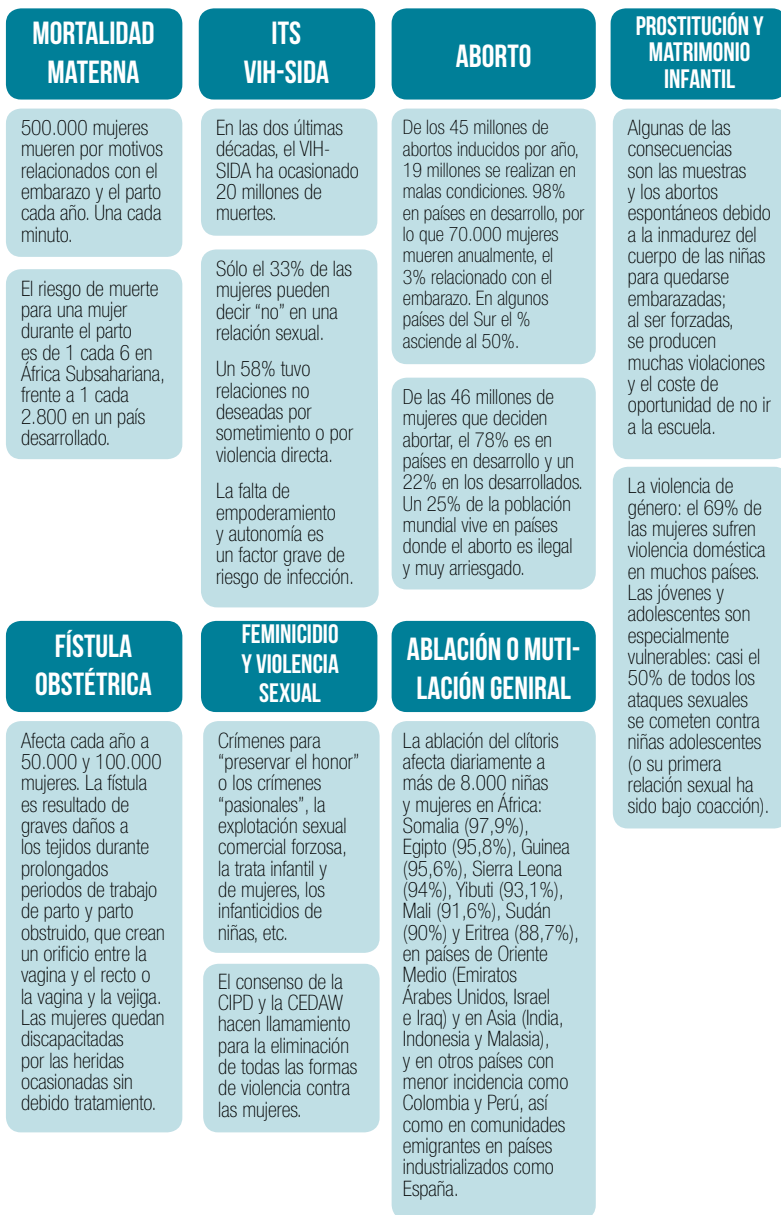 MORTALIDAD
MATERNA
500.000 mujeres
mueren por motivos
relacionados con el
embarazo y el parto
cada año. Una cada
minuto.
El riesgo de muerte
para una mujer
durante el parto
es de 1 cada 6 en
África Subsahariana,
frente a 1 cada
2.800 en un país
desarrollado.
ITS
VIH-SIDA
En las dos últimas
décadas, el VIH-
SIDA ha ocasionado
20 millones de
muertes.
Sólo el 33% de las
mujeres pueden
decir “no” en una
relación sexual.
Un 58% tuvo
relaciones no
deseadas por
sometimiento o por
violencia directa.
La falta de
empoderamiento
y autonomía es
un factor grave de
riesgo de infección.
ABORTO
De los 45 millones de
abortos inducidos por año,
19 millones se realizan en
malas condiciones. 98%
en países en desarrollo, por
lo que 70.000 mujeres
mueren anualmente, el
3% relacionado con el
embarazo. En algunos
países del Sur el %
asciende al 50%.
De las 46 millones de
mujeres que deciden
abortar, el 78% es en
países en desarrollo y un
22% en los desarrollados.
Un 25% de la población
mundial vive en países
donde el aborto es ilegal
y muy arriesgado.
PROSTITUCIÓN Y
MATRIMONIO
INFANTIL
Algunas de las
consecuencias
son las muestras
y los abortos
espontáneos debido
a la inmadurez del
cuerpo de las niñas
para quedarse
embarazadas;
al ser forzadas,
se producen
muchas violaciones
y el coste de
oportunidad de no ir
a la escuela.
La violencia de
género: el 69% de
las mujeres sufren
violencia doméstica
en muchos países.
Las jóvenes y
adolescentes son
especialmente
vulnerables: casi el
50% de todos los
ataques sexuales
se cometen contra
niñas adolescentes
(o su primera
relación sexual ha
sido bajo coacción).
FÍSTULA
OBSTÉTRICA
Afecta cada año a
50.000 y 100.000
mujeres. La fístula
es resultado de
graves daños a
los tejidos durante
prolongados
periodos de trabajo
de parto y parto
obstruido, que crean
un orificio entre la
vagina y el recto o
la vagina y la vejiga.
Las mujeres quedan
discapacitadas
por las heridas
ocasionadas sin
debido tratamiento.
FEMINICIDIO
Y VIOLENCIA
SEXUAL
Crímenes para
“preservar el honor”
o los crímenes
“pasionales”, la
explotación sexual
comercial forzosa,
la trata infantil y
de mujeres, los
infanticidios de
niñas, etc.
El consenso de la
CIPD y la CEDAW
hacen llamamiento
para la eliminación
de todas las formas
de violencia contra
las mujeres.
ABLACIÓN O MUTI-
LACIÓN GENIRAL
La ablación del clítoris
afecta diariamente a
más de 8.000 niñas
y mujeres en África:
Somalia (97,9%),
Egipto (95,8%), Guinea
(95,6%), Sierra Leona
(94%), Yibuti (93,1%),
Mali (91,6%), Sudán
(90%) y Eritrea (88,7%),
en países de Oriente
Medio (Emiratos
Árabes Unidos, Israel
e Iraq) y en Asia (India,
Indonesia y Malasia),
y en otros países con
menor incidencia como
Colombia y Perú, así
como en comunidades
emigrantes en países
industrializados como
España.